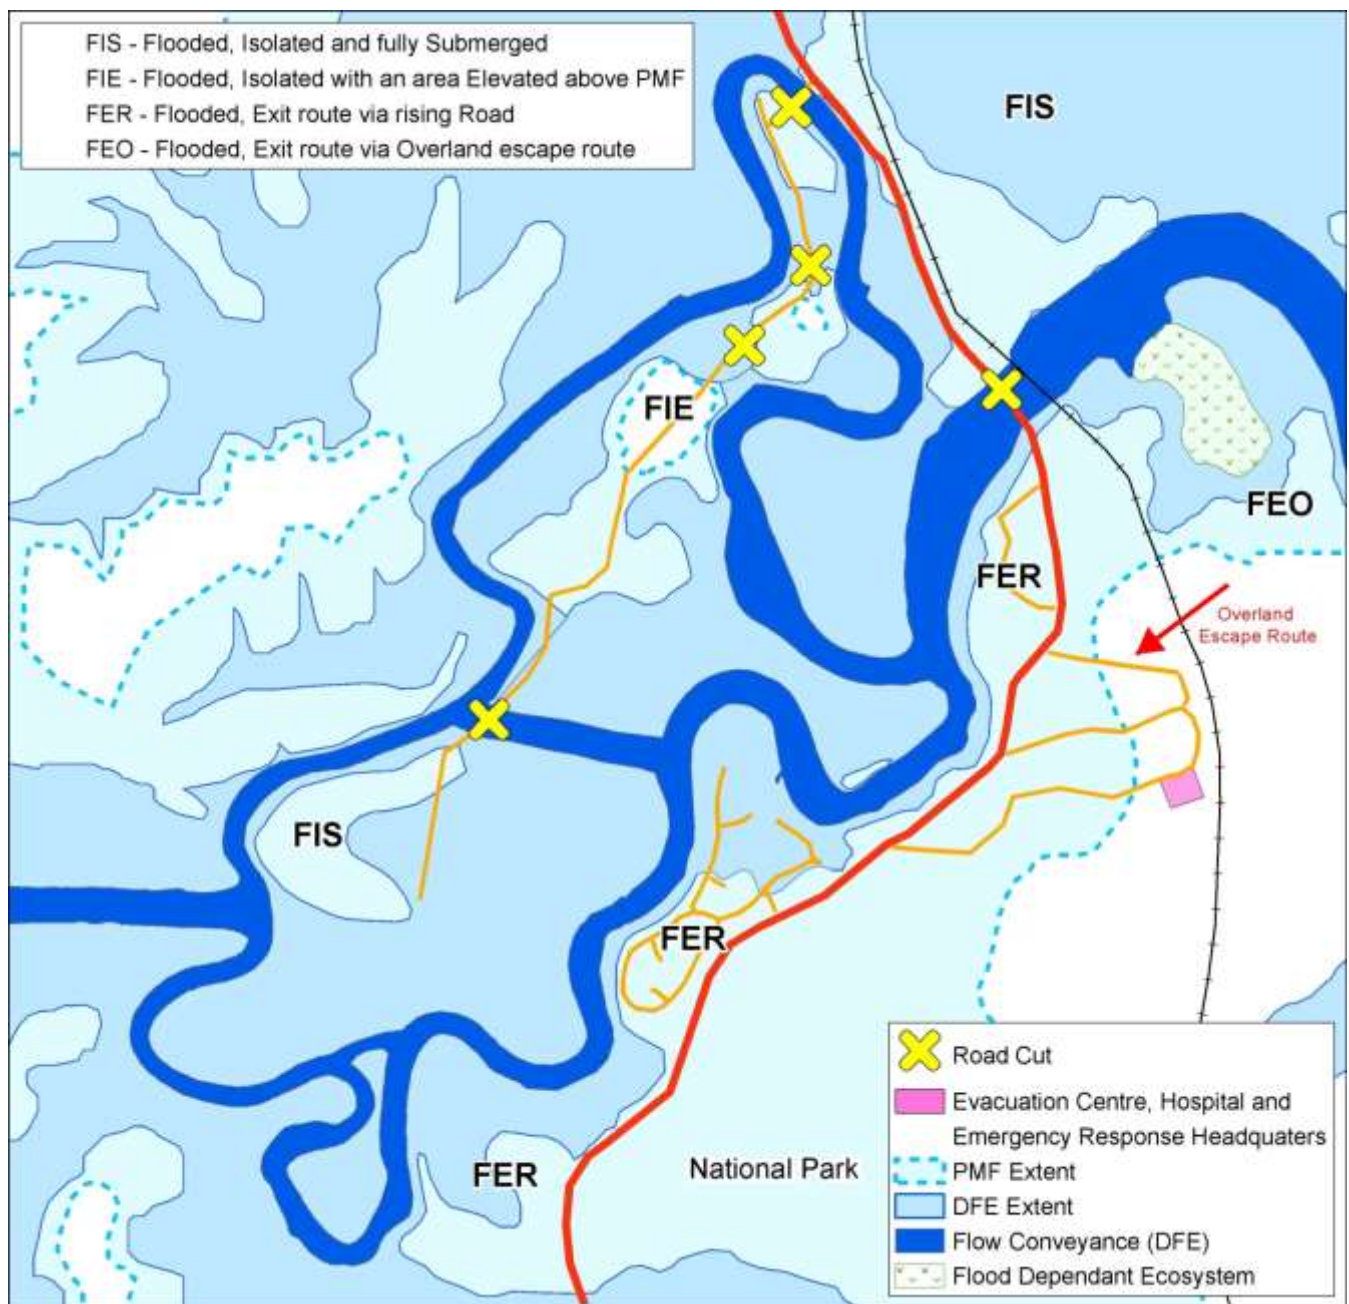 FIS - Flooded, Isolated and fully Submerged
FIE - Flooded, Isolated with an area Elevated above PMF
FER - Flooded, Exit route via rising Road
FEO - Flooded, Exit route via Overland escape route
FIS
FIE
FEO
FER
Overland
Escape Route
FIS
FER
FER
National Park
Road Cut
Evacuation Centre, Hospital and
Emergency Response Headquaters
PMF Extent
DFE Extent
Flow Conveyance (DFE)
Flood Dependant Ecosystem